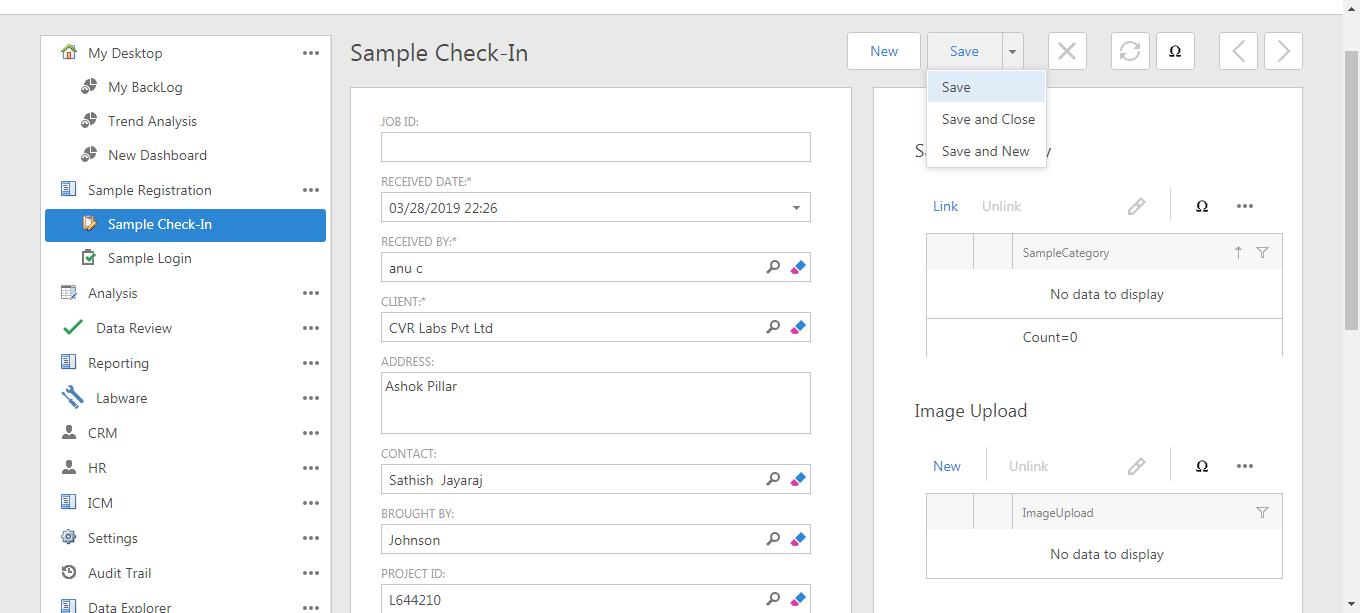 My Desktop
My BackLog
Trend Analysis
New Dashboard
Sample Registration
Sample Check-In
Sample Login
Analysis
Data Review
Reporting
Labware
CRM
HR
ICM
Settings
Audit Trail
Data Explorer
Sample Check-In
New
Save
Ω
Save
Save and Close
Save and New
JOB ID:
RECEIVED DATE:*
03/28/2019 22:26
RECEIVED BY:*
anu c
CLIENT:*
CVR Labs Pvt Ltd
ADDRESS:
Ashok Pillar
CONTACT:
Sathish Jayaraj
BROUGHT BY:
Johnson
PROJECT ID:
L644210
Link Unlink Ω
SampleCategory
No data to display
Count=0
Image Upload
New Unlink Ω
ImageUpload
No data to display